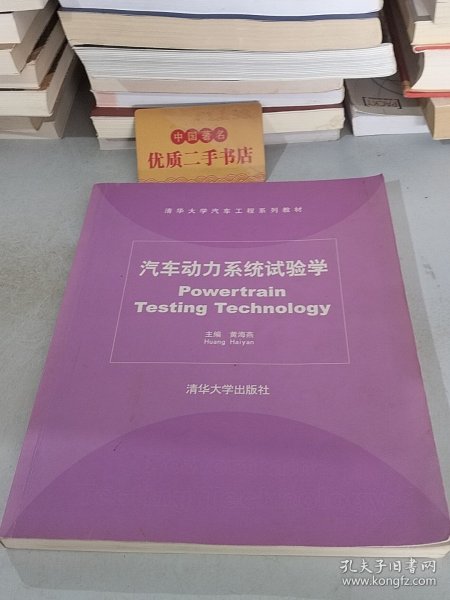 中国著名
优质二手书店
清华大学汽车工程系列教材
汽车动力系统试验学
Powertrain
Testing Technology
主编 黄海燕
Huang Haiyan
清华大学出版社
孔夫子旧书网
www.kongfz.com